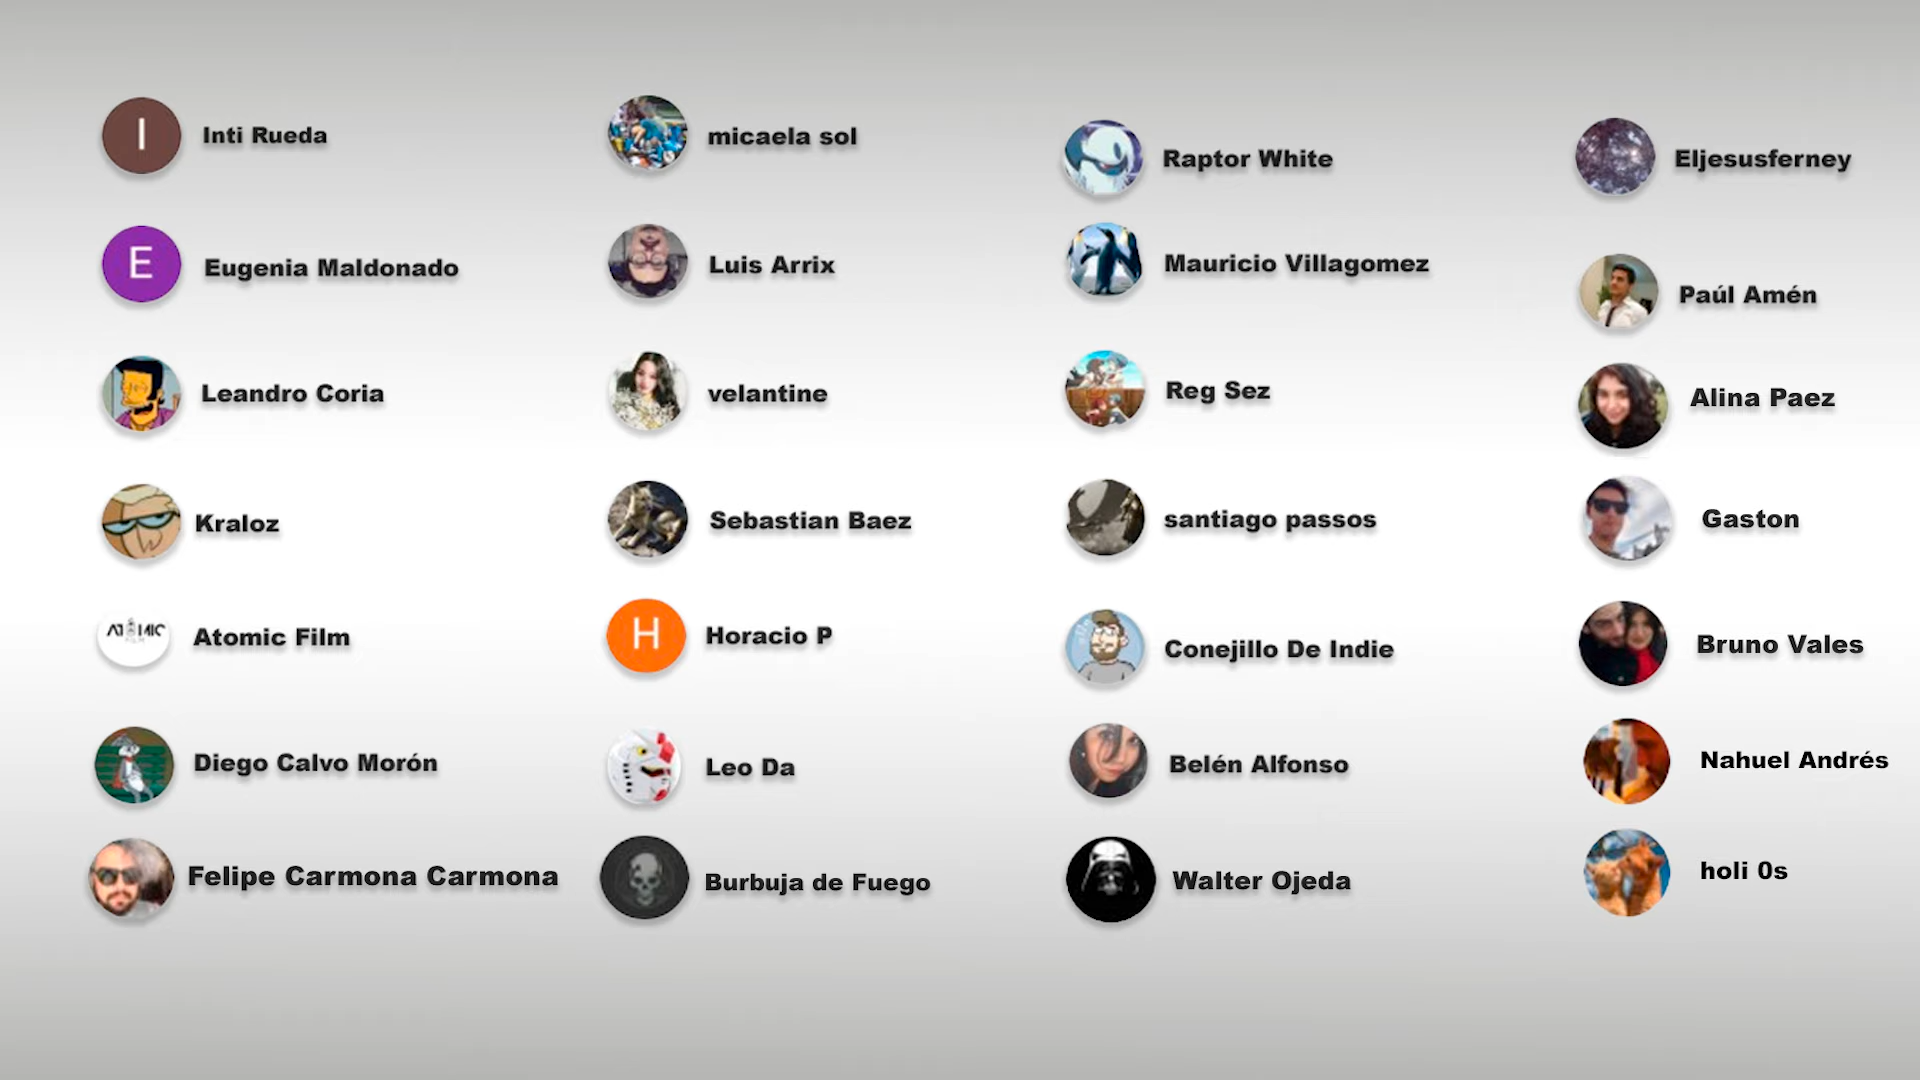 I
Inti Rueda
E
Eugenia Maldonado
Leandro Coria
Kraloz
Atomic Film
Diego Calvo Morón
Felipe Carmona Carmona
micaela sol
Luis Arrix
velantine
Sebastian Baez
H
Horacio P
Leo Da
Burbuja de Fuego
Raptor White
Mauricio Villagomez
Reg Sez
santiago passos
Conejillo De Indie
Belén Alfonso
Walter Ojeda
Eljesusferney
Paúl Amén
Alina Paez
Gaston
Bruno Vales
Nahuel Andrés
holi 0s